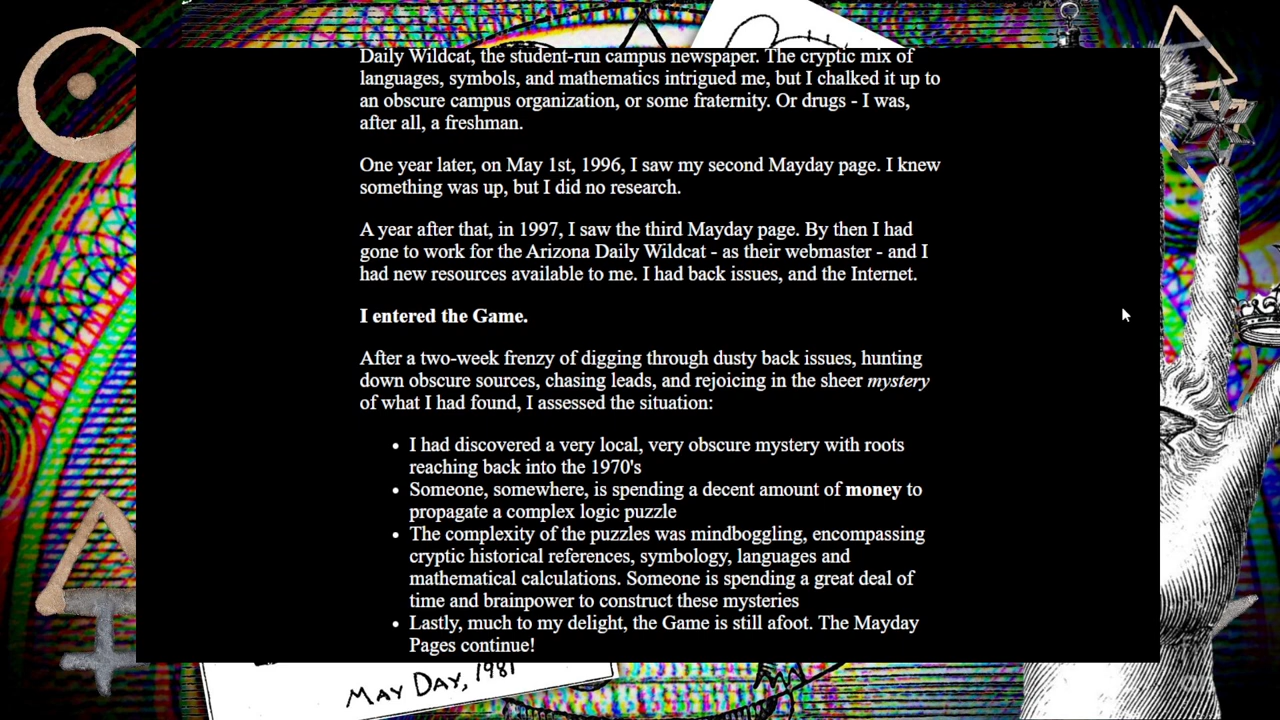 Daily Wildcat, the student-run campus newspaper. The cryptic mix of
languages, symbols, and mathematics intrigued me, but I chalked it up to
an obscure campus organization, or some fraternity. Or drugs - I was,
after all, a freshman.
One year later, on May 1st, 1996, I saw my second Mayday page. I knew
something was up, but I did no research.
A year after that, in 1997, I saw the third Mayday page. By then I had
gone to work for the Arizona Daily Wildcat - as their webmaster - and I
had new resources available to me. I had back issues, and the Internet.
I entered the Game.
After a two-week frenzy of digging through dusty back issues, hunting
down obscure sources, chasing leads, and rejoicing in the sheer mystery
of what I had found, I assessed the situation:
• I had discovered a very local, very obscure mystery with roots
reaching back into the 1970's
• Someone, somewhere, is spending a decent amount of money to
propagate a complex logic puzzle
• The complexity of the puzzles was mindboggling, encompassing
cryptic historical references, symbology, languages and
mathematical calculations. Someone is spending a great deal of
time and brainpower to construct these mysteries
• Lastly, much to my delight, the Game is still afoot. The Mayday
Pages continue!
MAY DAY, 1981